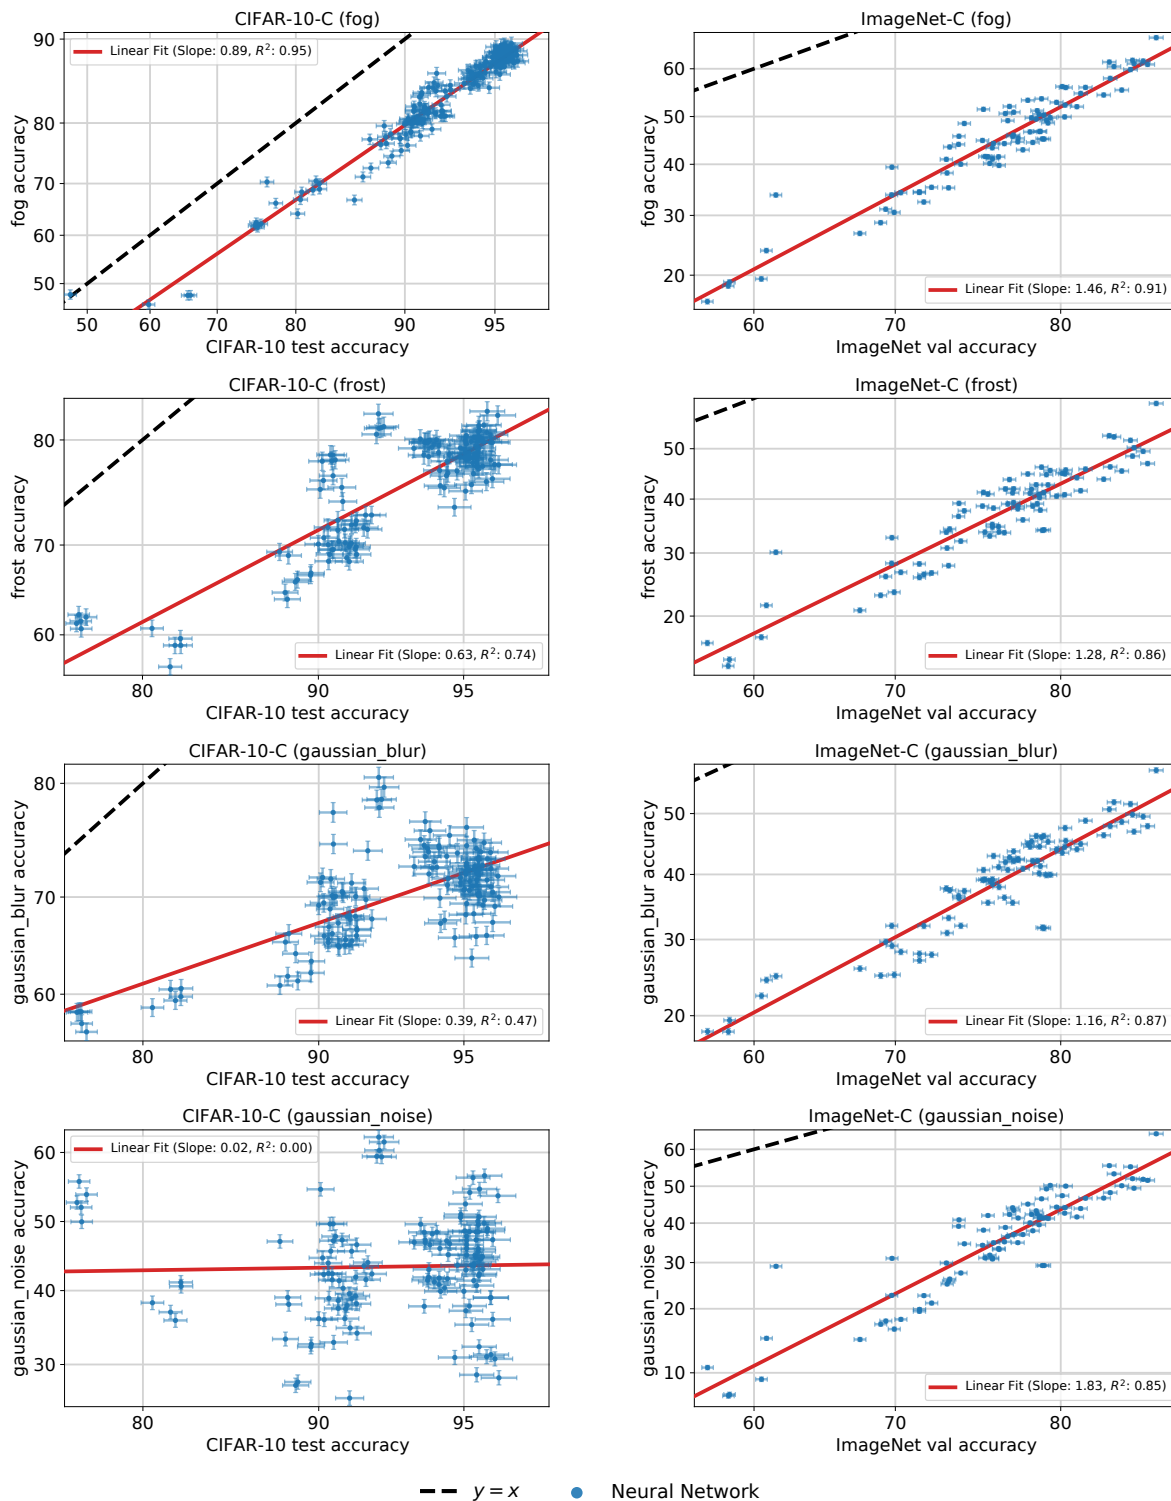 CIFAR-10-C (fog)
Linear Fit (Slope: 0.89, R²: 0.95)
90
80
70
60
50
fog accuracy
50 60 70 80 90 95
CIFAR-10 test accuracy
ImageNet-C (fog)
60
50
40
30
20
fog accuracy
Linear Fit (Slope: 1.46, R²: 0.91)
60 70 80
ImageNet val accuracy
CIFAR-10-C (frost)
80
70
60
frost accuracy
Linear Fit (Slope: 0.63, R²: 0.74)
80 90 95
CIFAR-10 test accuracy
ImageNet-C (frost)
50
40
30
20
frost accuracy
Linear Fit (Slope: 1.28, R²: 0.86)
60 70 80
ImageNet val accuracy
CIFAR-10-C (gaussian_blur)
80
70
60
gaussian_blur accuracy
Linear Fit (Slope: 0.39, R²: 0.47)
80 90 95
CIFAR-10 test accuracy
ImageNet-C (gaussian_blur)
50
40
30
20
gaussian_blur accuracy
Linear Fit (Slope: 1.16, R²: 0.87)
60 70 80
ImageNet val accuracy
CIFAR-10-C (gaussian_noise)
Linear Fit (Slope: 0.02, R²: 0.00)
60
50
40
30
gaussian_noise accuracy
80 90 95
CIFAR-10 test accuracy
ImageNet-C (gaussian_noise)
60
50
40
30
20
10
gaussian_noise accuracy
Linear Fit (Slope: 1.83, R²: 0.85)
60 70 80
ImageNet val accuracy
y = x Neural Network